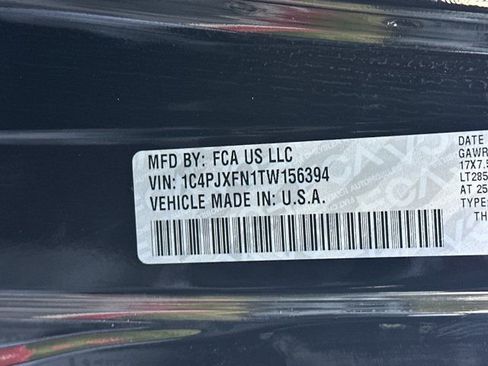 MFD BY: FCA US LLC
VIN: 1C4PJXFN1TW156394
VEHICLE MADE IN: U.S.A.
DATE
GAWR
17X7.5
LT285
AT 25
TYPE:
TH